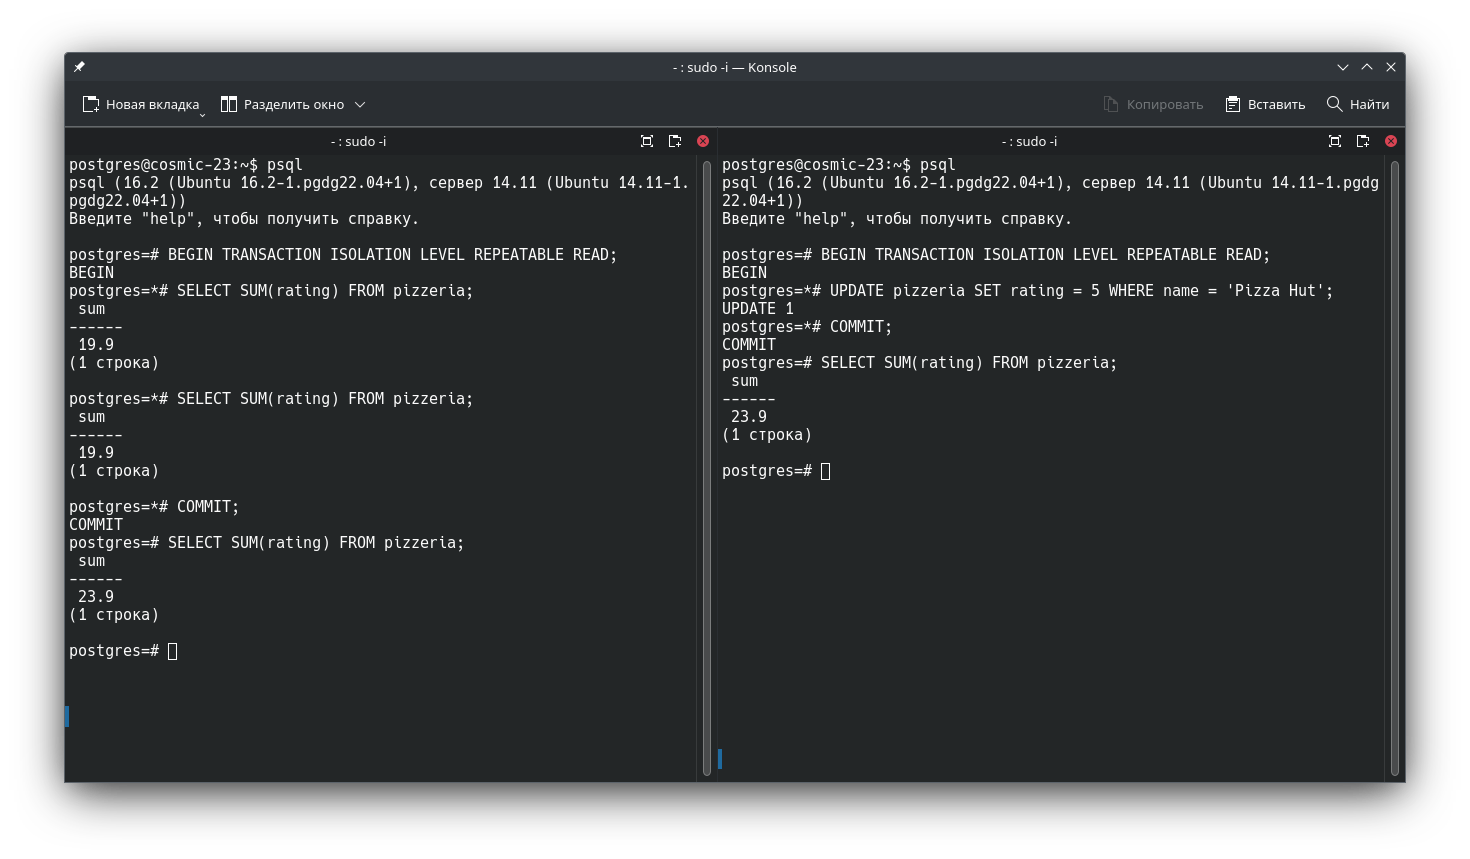 - : sudo -i — Konsole
Новая вкладка
Разделить окно
Копировать
Вставить
Найти
- : sudo -i
postgres@cosmic-23:~$ psql
psql (16.2 (Ubuntu 16.2-1.pgdg22.04+1), сервер 14.11 (Ubuntu 14.11-1.
pgdg22.04+1))
Введите "help", чтобы получить справку.
postgres=# BEGIN TRANSACTION ISOLATION LEVEL REPEATABLE READ;
BEGIN
postgres=*# SELECT SUM(rating) FROM pizzeria;
sum
------
19.9
(1 строка)
postgres=*# SELECT SUM(rating) FROM pizzeria;
sum
------
19.9
(1 строка)
postgres=*# COMMIT;
COMMIT
postgres=# SELECT SUM(rating) FROM pizzeria;
sum
------
23.9
(1 строка)
postgres=#
- : sudo -i
postgres@cosmic-23:~$ psql
psql (16.2 (Ubuntu 16.2-1.pgdg22.04+1), сервер 14.11 (Ubuntu 14.11-1.pgdg
22.04+1))
Введите "help", чтобы получить справку.
postgres=# BEGIN TRANSACTION ISOLATION LEVEL REPEATABLE READ;
BEGIN
postgres=*# UPDATE pizzeria SET rating = 5 WHERE name = 'Pizza Hut';
UPDATE 1
postgres=*# COMMIT;
COMMIT
postgres=# SELECT SUM(rating) FROM pizzeria;
sum
------
23.9
(1 строка)
postgres=#